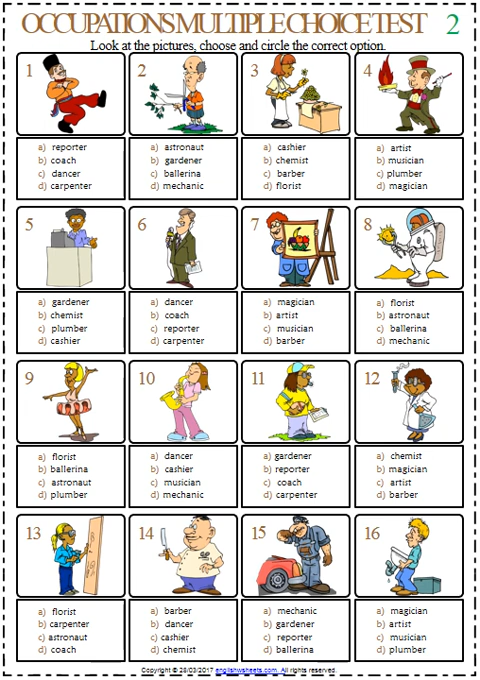 OCCUPATIONS MULTIPLE CHOICE TEST 2
Look at the pictures, choose and circle the correct option.
1
a) reporter
b) coach
c) dancer
d) carpenter
2
a) astronaut
b) gardener
c) ballerina
d) mechanic
3
a) cashier
b) chemist
c) barber
d) florist
4
a) artist
b) musician
c) plumber
d) magician
5
a) gardener
b) chemist
c) plumber
d) cashier
6
a) dancer
b) coach
c) reporter
d) carpenter
7
a) magician
b) artist
c) musician
d) barber
8
a) florist
b) astronaut
c) ballerina
d) mechanic
9
a) florist
b) ballerina
c) astronaut
d) plumber
10
a) dancer
b) cashier
c) musician
d) mechanic
11
a) gardener
b) reporter
c) coach
d) carpenter
12
a) chemist
b) magician
c) artist
d) barber
13
a) florist
b) carpenter
c) astronaut
d) coach
14
a) barber
b) dancer
c) cashier
d) chemist
15
a) mechanic
b) gardener
c) reporter
d) ballerina
16
a) magician
b) artist
c) musician
d) plumber
Copyright © 28/03/2017 englishwsheets.com. All rights reserved.